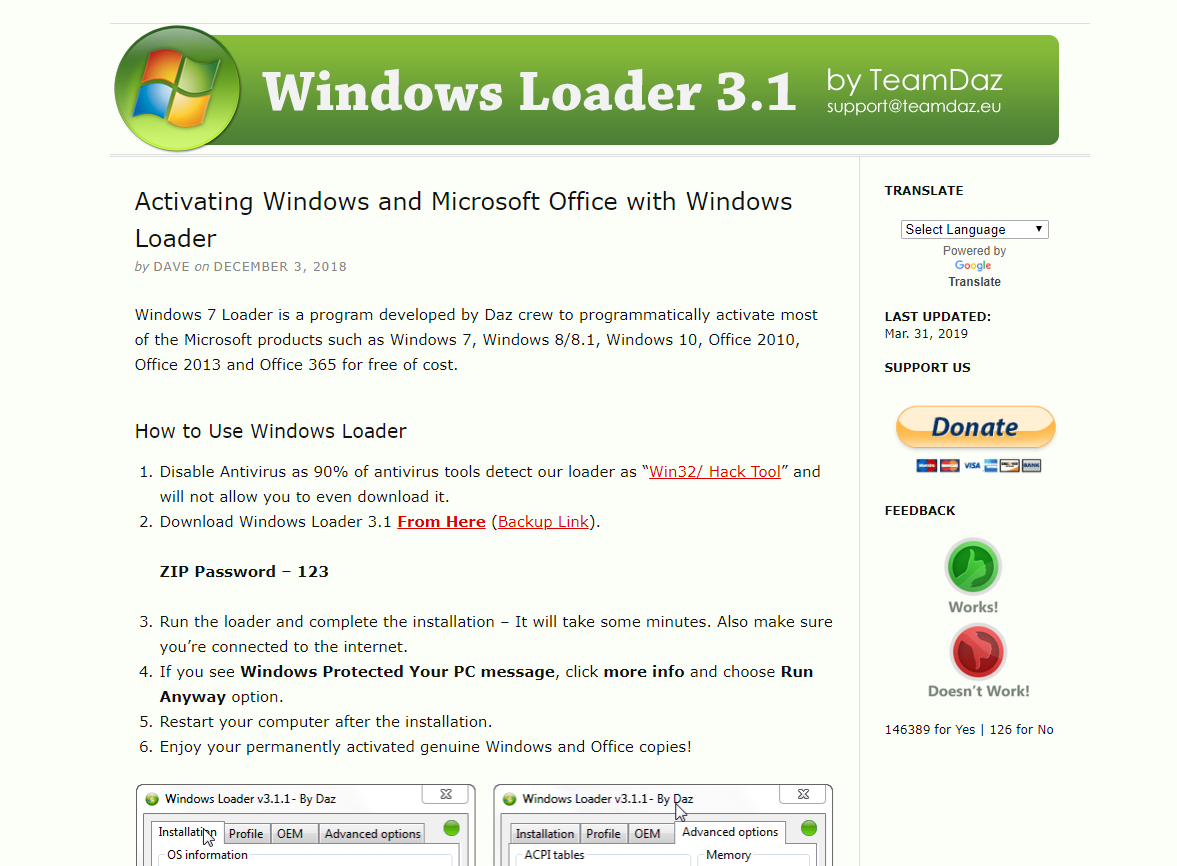 Windows Loader 3.1
by TeamDaz
support@teamdaz.eu
Activating Windows and Microsoft Office with Windows
Loader
by DAVE on DECEMBER 3, 2018
Windows 7 Loader is a program developed by Daz crew to programmatically activate most
of the Microsoft products such as Windows 7, Windows 8/8.1, Windows 10, Office 2010,
Office 2013 and Office 365 for free of cost.
How to Use Windows Loader
1. Disable Antivirus as 90% of antivirus tools detect our loader as “Win32/ Hack Tool” and
will not allow you to even download it.
2. Download Windows Loader 3.1 From Here (Backup Link).
ZIP Password – 123
3. Run the loader and complete the installation – It will take some minutes. Also make sure
you’re connected to the internet.
4. If you see Windows Protected Your PC message, click more info and choose Run
Anyway option.
5. Restart your computer after the installation.
6. Enjoy your permanently activated genuine Windows and Office copies!
Windows Loader v3.1.1- By Daz
Installation Profile OEM Advanced options
OS information
Windows Loader v3.1.1- By Daz
Installation Profile OEM Advanced options
ACPI tables Memory
TRANSLATE
Select Language
Powered by
Google
Translate
LAST UPDATED:
Mar. 31, 2019
SUPPORT US
Donate
VISA
BANK
FEEDBACK
Works!
Doesn’t Work!
146389 for Yes | 126 for No